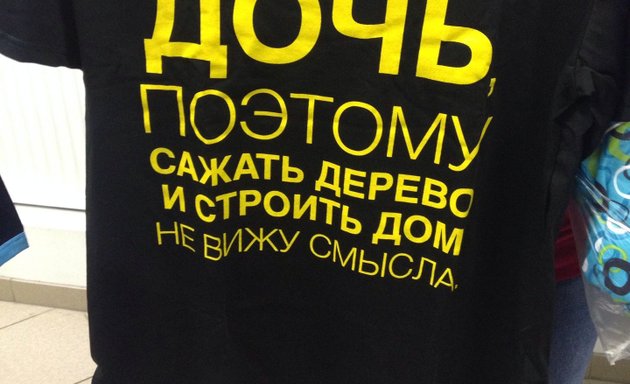 ДОЧЬ,
ПОЭТОМУ
САЖАТЬ ДЕРЕВО
И СТРОИТЬ ДОМ
НЕ ВИЖУ СМЫСЛА.